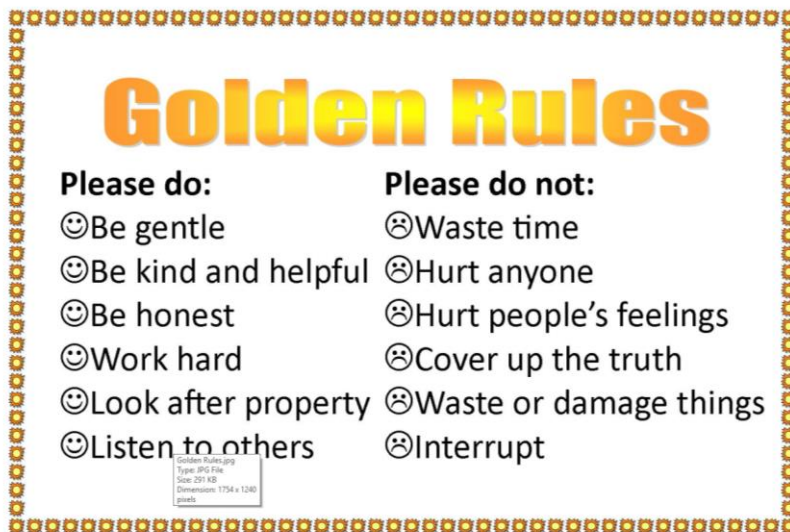 Golden Rules
Please do:
☺Be gentle
☺Be kind and helpful
☺Be honest
☺Work hard
☺Look after property
☺Listen to others
Please do not:
☹Waste time
☹Hurt anyone
☹Hurt people’s feelings
☹Cover up the truth
☹Waste or damage things
☹Interrupt
Golden Rules.jpg
Type: JPG File
Size: 291 KB
Dimension: 1754 x 1240
pixels